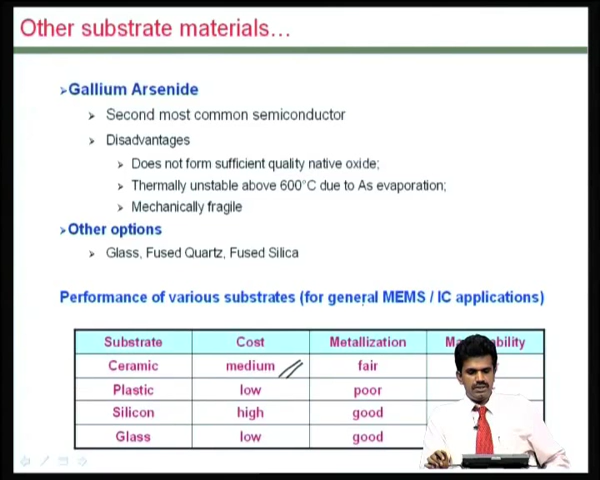 Other substrate materials...
Gallium Arsenide
Second most common semiconductor
Disadvantages
Does not form sufficient quality native oxide;
Thermally unstable above 600°C due to As evaporation;
Mechanically fragile
Other options
Glass, Fused Quartz, Fused Silica
Performance of various substrates (for general MEMS / IC applications)
Substrate Cost Metallization
Ceramic medium fair
Plastic low poor
Silicon high good
Glass low good